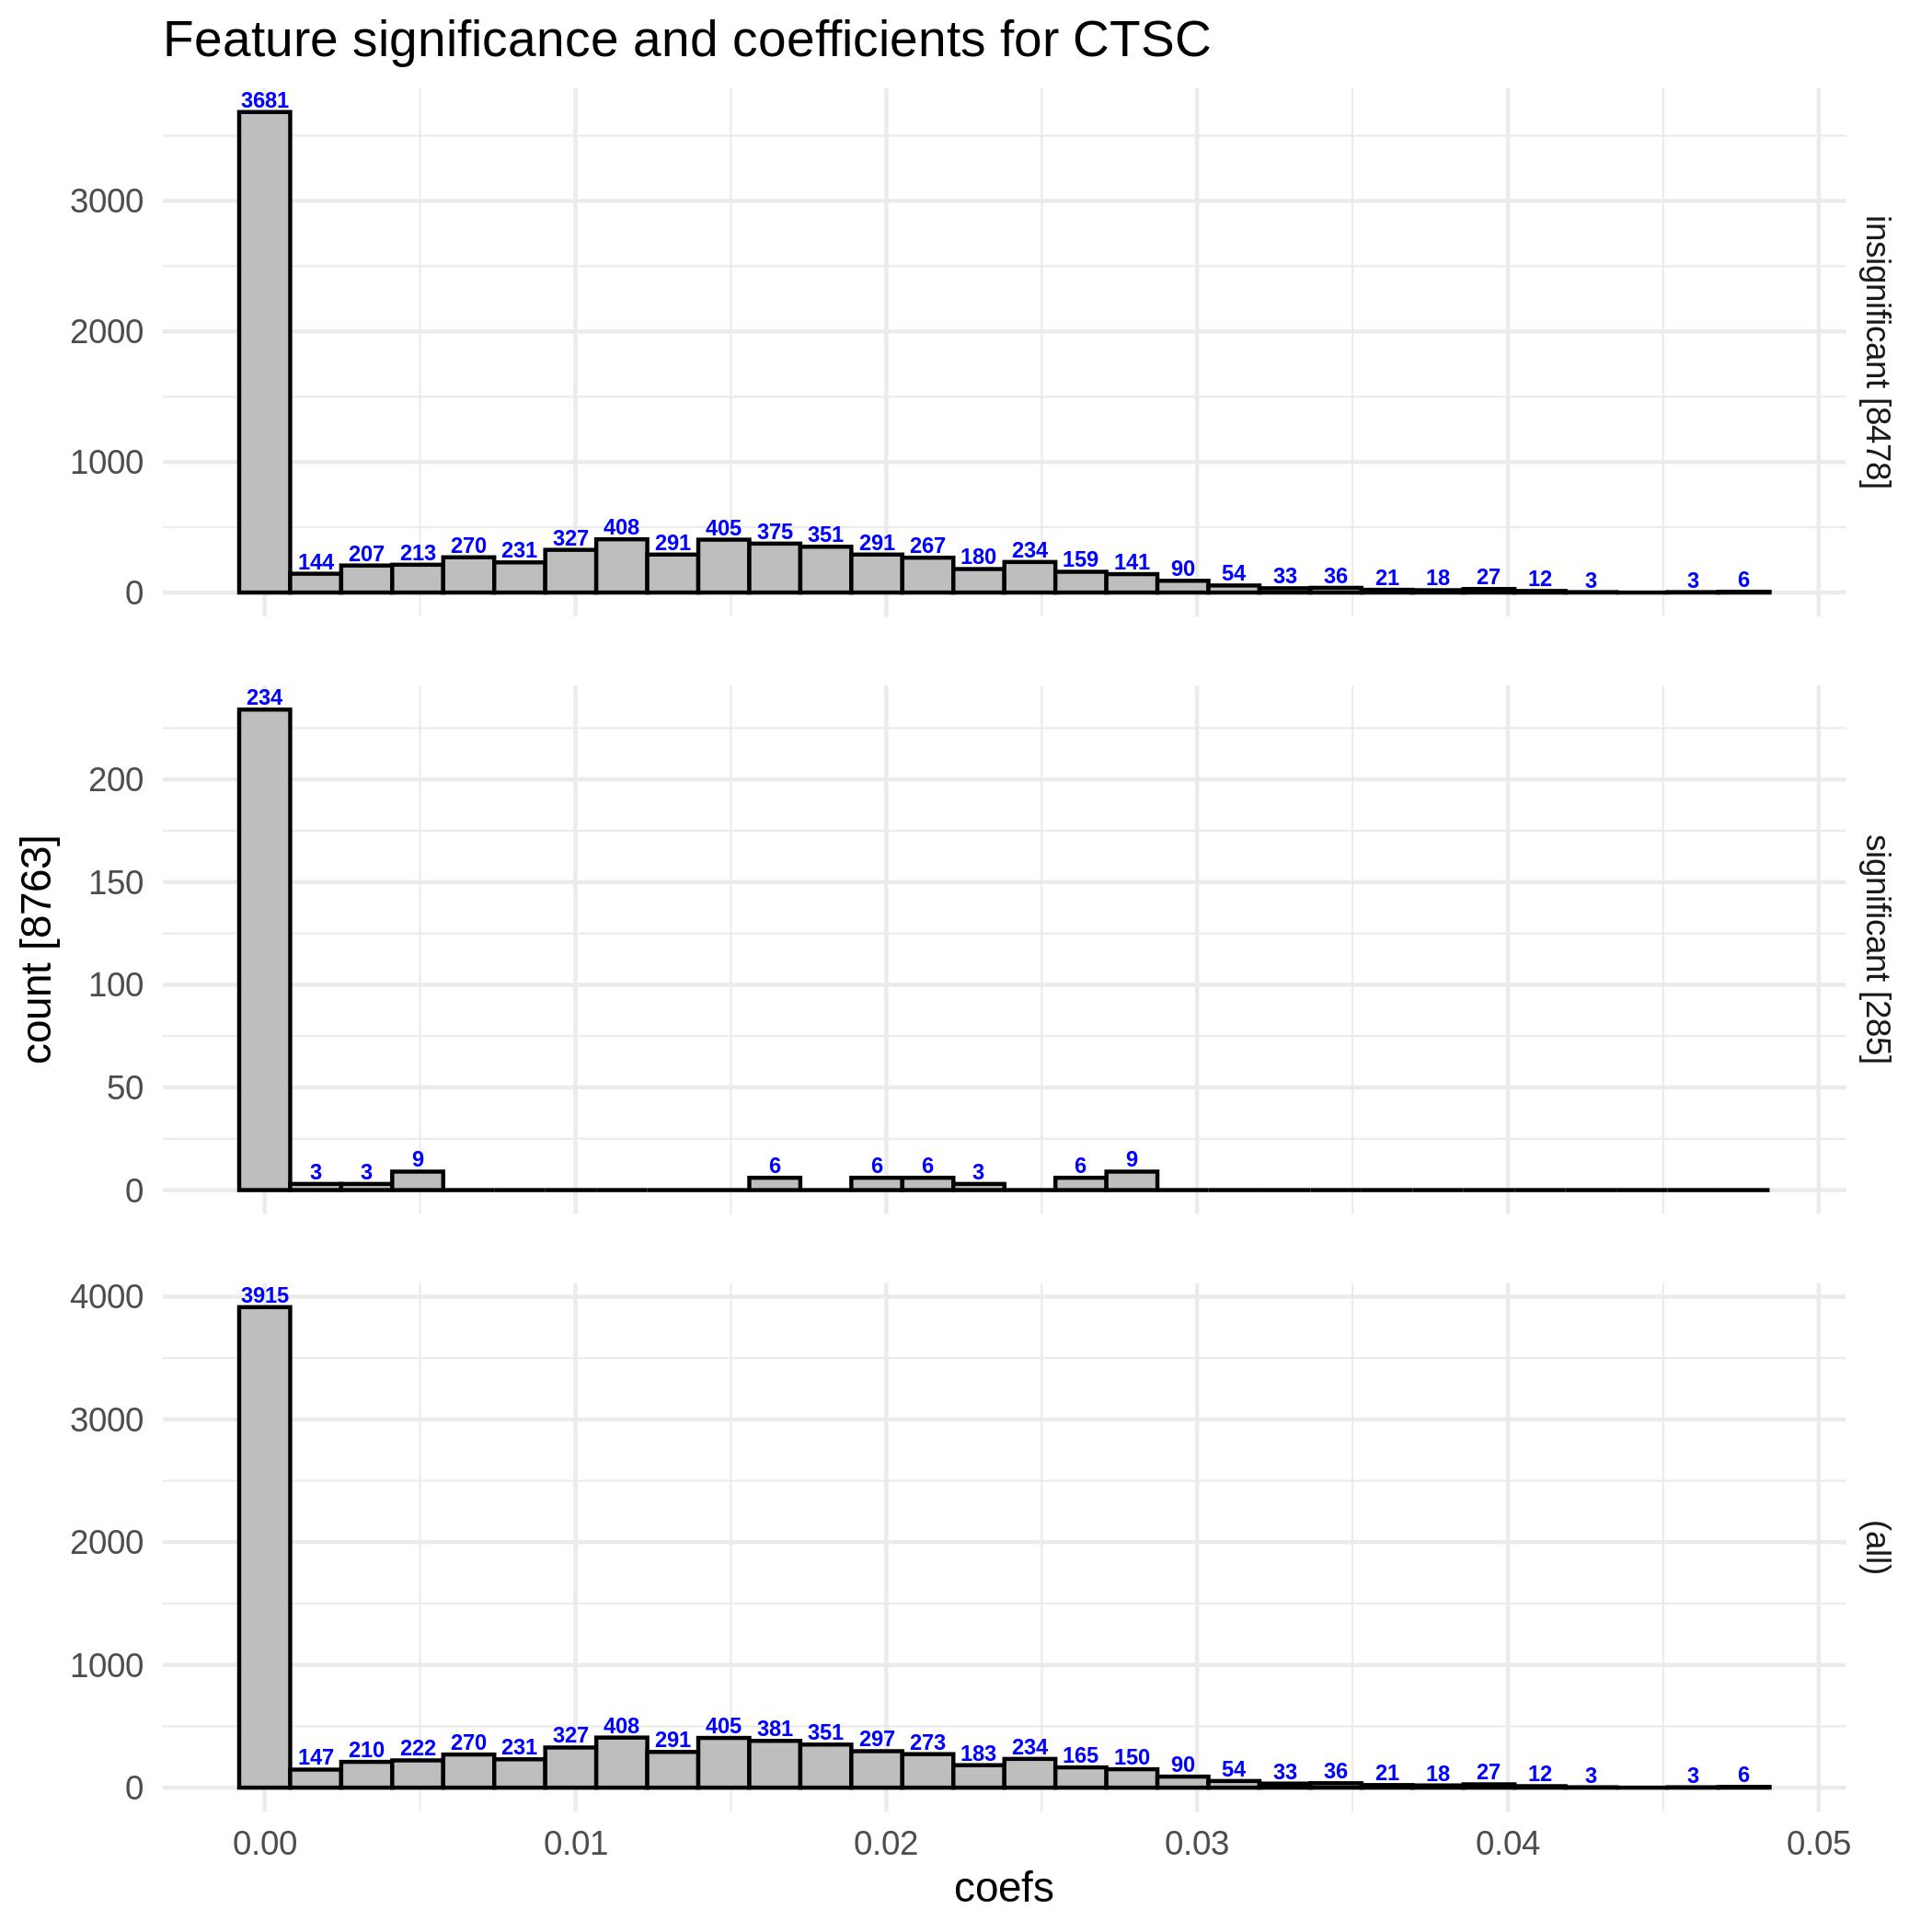 Feature significance and coefficients for CTSC
3681
3000
2000
1000
0
144 207 213 270 231 327 408 291 405 375 351 291 267 180 234 159 141 90 54 33 36 21 18 27 12 3 3 6
insignificant [8478]
234
200
150
100
50
0
3 3 9 6 6 6 3 6 9
significant [285]
count [8763]
3915
4000
3000
2000
1000
0
147 210 222 270 231 327 408 291 405 381 351 297 273 183 234 165 150 90 54 33 36 21 18 27 12 3 3 6
(all)
0.00 0.01 0.02 0.03 0.04 0.05
coefs